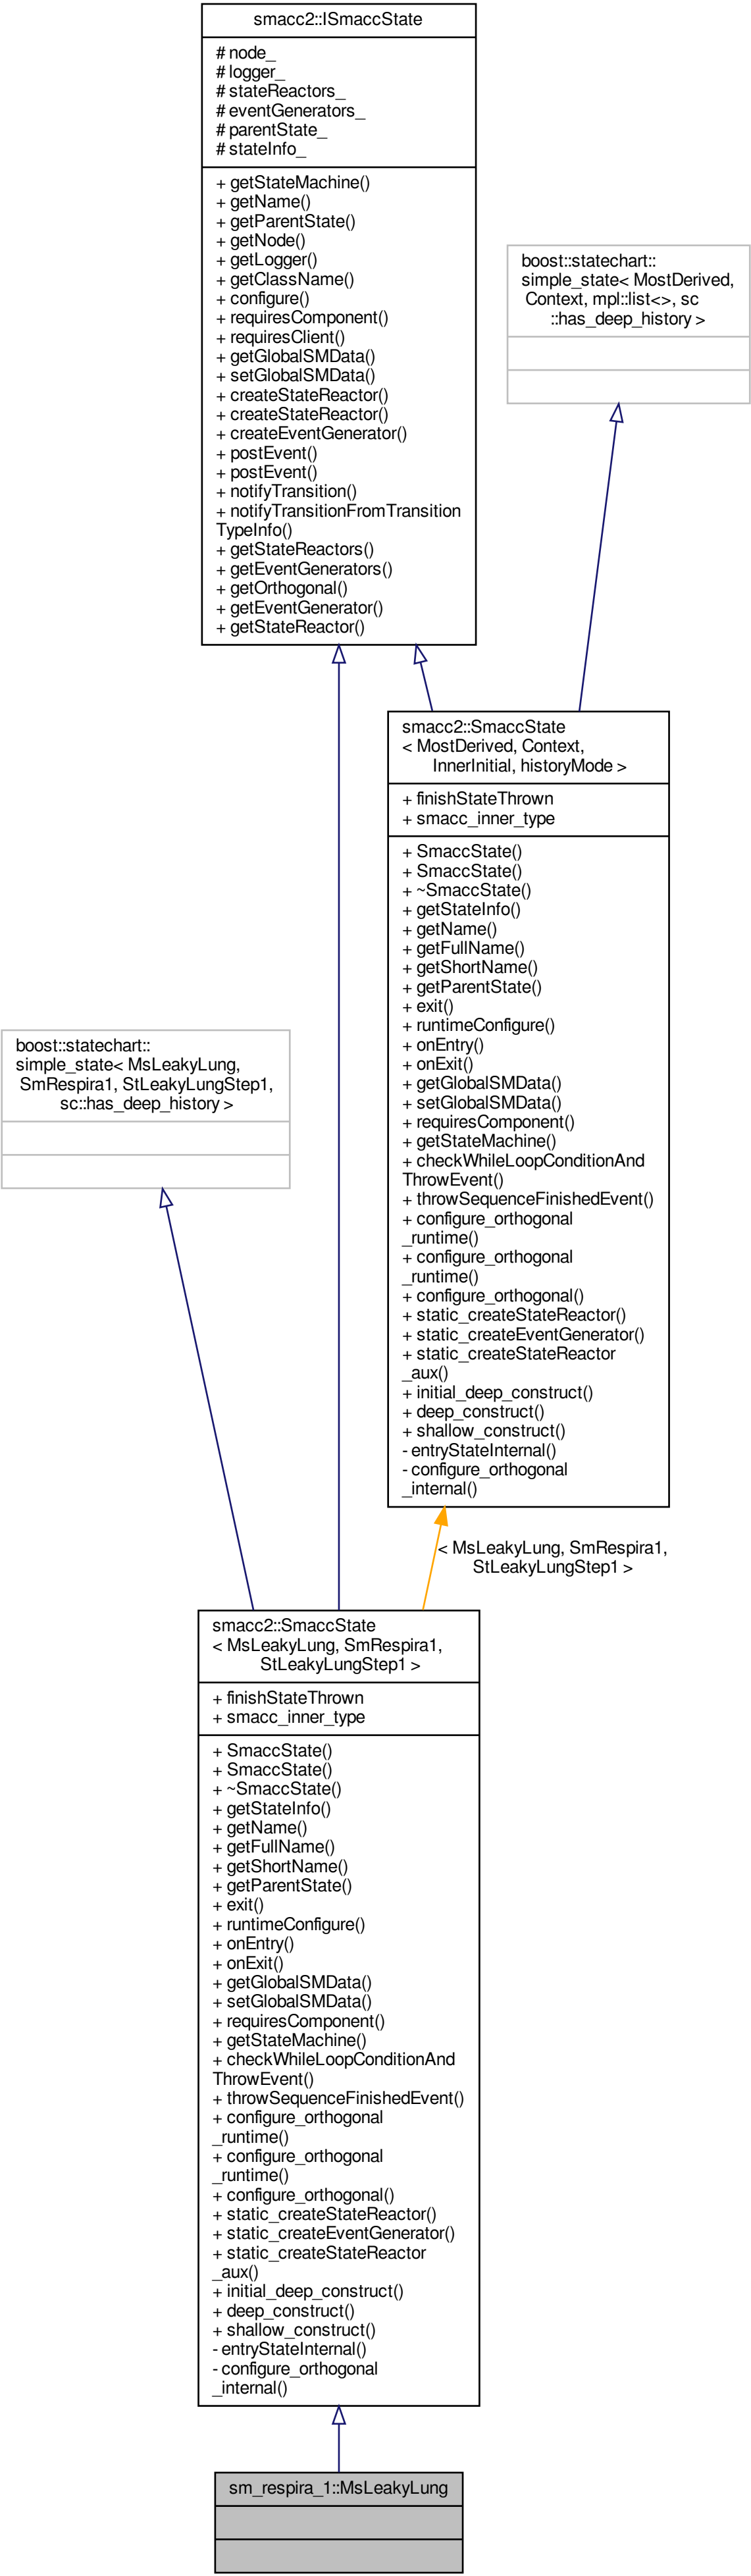 smacc2::ISmaccState
# node_
# logger_
# stateReactors_
# eventGenerators_
# parentState_
# stateInfo_
+ getStateMachine()
+ getName()
+ getParentState()
+ getNode()
+ getLogger()
+ getClassName()
+ configure()
+ requiresComponent()
+ requiresClient()
+ getGlobalSMData()
+ setGlobalSMData()
+ createStateReactor()
+ createStateReactor()
+ createEventGenerator()
+ postEvent()
+ postEvent()
+ notifyTransition()
+ notifyTransitionFromTransition
TypeInfo()
+ getStateReactors()
+ getEventGenerators()
+ getOrthogonal()
+ getEventGenerator()
+ getStateReactor()
boost::statechart::
simple_state< MostDerived,
Context, mpl::list<>, sc
::has_deep_history >
smacc2::SmaccState
< MostDerived, Context,
InnerInitial, historyMode >
+ finishStateThrown
+ smacc_inner_type
+ SmaccState()
+ SmaccState()
+ ~SmaccState()
+ getStateInfo()
+ getName()
+ getFullName()
+ getShortName()
+ getParentState()
+ exit()
+ runtimeConfigure()
+ onEntry()
+ onExit()
+ getGlobalSMData()
+ setGlobalSMData()
+ requiresComponent()
+ getStateMachine()
+ checkWhileLoopConditionAnd
ThrowEvent()
+ throwSequenceFinishedEvent()
+ configure_orthogonal
_runtime()
+ configure_orthogonal
_runtime()
+ configure_orthogonal()
+ static_createStateReactor()
+ static_createEventGenerator()
+ static_createStateReactor
_aux()
+ initial_deep_construct()
+ deep_construct()
+ shallow_construct()
- entryStateInternal()
- configure_orthogonal
_internal()
boost::statechart::
simple_state< MsLeakyLung,
SmRespira1, StLeakyLungStep1,
sc::has_deep_history >
< MsLeakyLung, SmRespira1,
StLeakyLungStep1 >
smacc2::SmaccState
< MsLeakyLung, SmRespira1,
StLeakyLungStep1 >
+ finishStateThrown
+ smacc_inner_type
+ SmaccState()
+ SmaccState()
+ ~SmaccState()
+ getStateInfo()
+ getName()
+ getFullName()
+ getShortName()
+ getParentState()
+ exit()
+ runtimeConfigure()
+ onEntry()
+ onExit()
+ getGlobalSMData()
+ setGlobalSMData()
+ requiresComponent()
+ getStateMachine()
+ checkWhileLoopConditionAnd
ThrowEvent()
+ throwSequenceFinishedEvent()
+ configure_orthogonal
_runtime()
+ configure_orthogonal
_runtime()
+ configure_orthogonal()
+ static_createStateReactor()
+ static_createEventGenerator()
+ static_createStateReactor
_aux()
+ initial_deep_construct()
+ deep_construct()
+ shallow_construct()
- entryStateInternal()
- configure_orthogonal
_internal()
sm_respira_1::MsLeakyLung